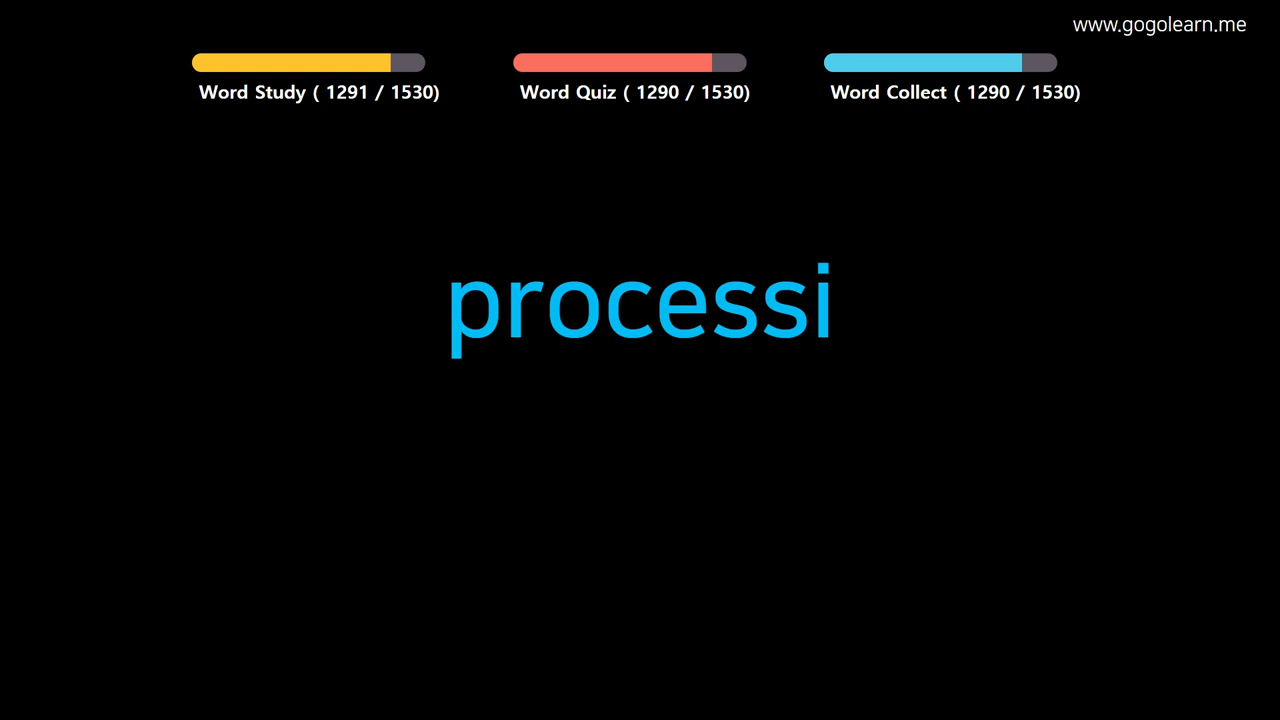 www.gogolearn.me
Word Study ( 1291 / 1530)
Word Quiz ( 1290 / 1530)
Word Collect ( 1290 / 1530)
processi